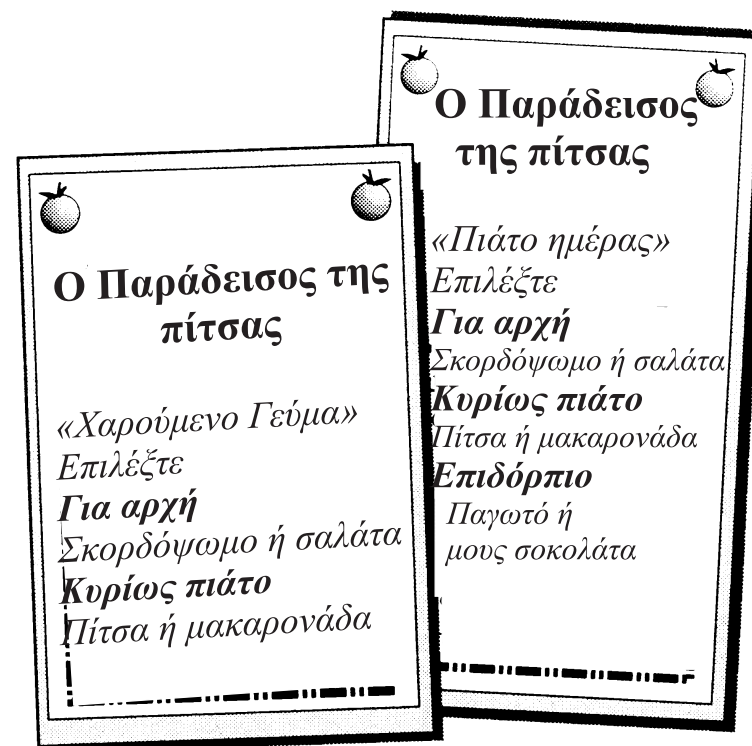 Ο Παράδεισος της
πίτσας
«Χαρούμενο Γεύμα»
Επιλέξτε
Για αρχή
Σκορδόψωμο ή σαλάτα
Κυρίως πιάτο
Πίτσα ή μακαρονάδα
Ο Παράδεισος
της πίτσας
«Πιάτο ημέρας»
Επιλέξτε
Για αρχή
Σκορδόψωμο ή σαλάτα
Κυρίως πιάτο
Πίτσα ή μακαρονάδα
Επιδόρπιο
Παγωτό ή
μους σοκολάτα